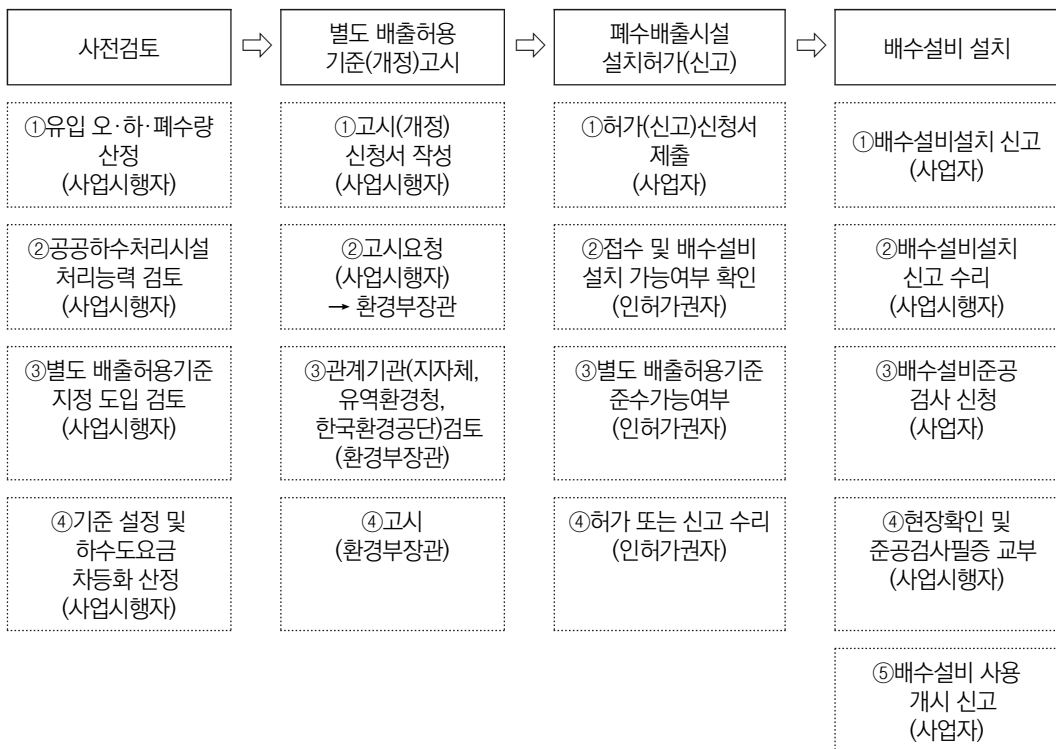 사전검토
⇨
별도 배출허용
기준(개정)고시
⇨
폐수배출시설
설치허가(신고)
⇨
배수설비 설치
①유입 오·하·폐수량
산정
(사업시행자)
②공공하수처리시설
처리능력 검토
(사업시행자)
③별도 배출허용기준
지정 도입 검토
(사업시행자)
④기준 설정 및
하수도요금
차등화 산정
(사업시행자)
①고시(개정)
신청서 작성
(사업시행자)
②고시요청
(사업시행자)
→ 환경부장관
③관계기관(지자체,
유역환경청,
한국환경공단)검토
(환경부장관)
④고시
(환경부장관)
①허가(신고)신청서
제출
(사업자)
②접수 및 배수설비
설치 가능여부 확인
(인허가권자)
③별도 배출허용기준
준수가능여부
(인허가권자)
④허가 또는 신고 수리
(인허가권자)
①배수설비설치 신고
(사업자)
②배수설비설치
신고 수리
(사업시행자)
③배수설비준공
검사 신청
(사업자)
④현장확인 및
준공검사필증 교부
(사업시행자)
⑤배수설비 사용
개시 신고
(사업자)